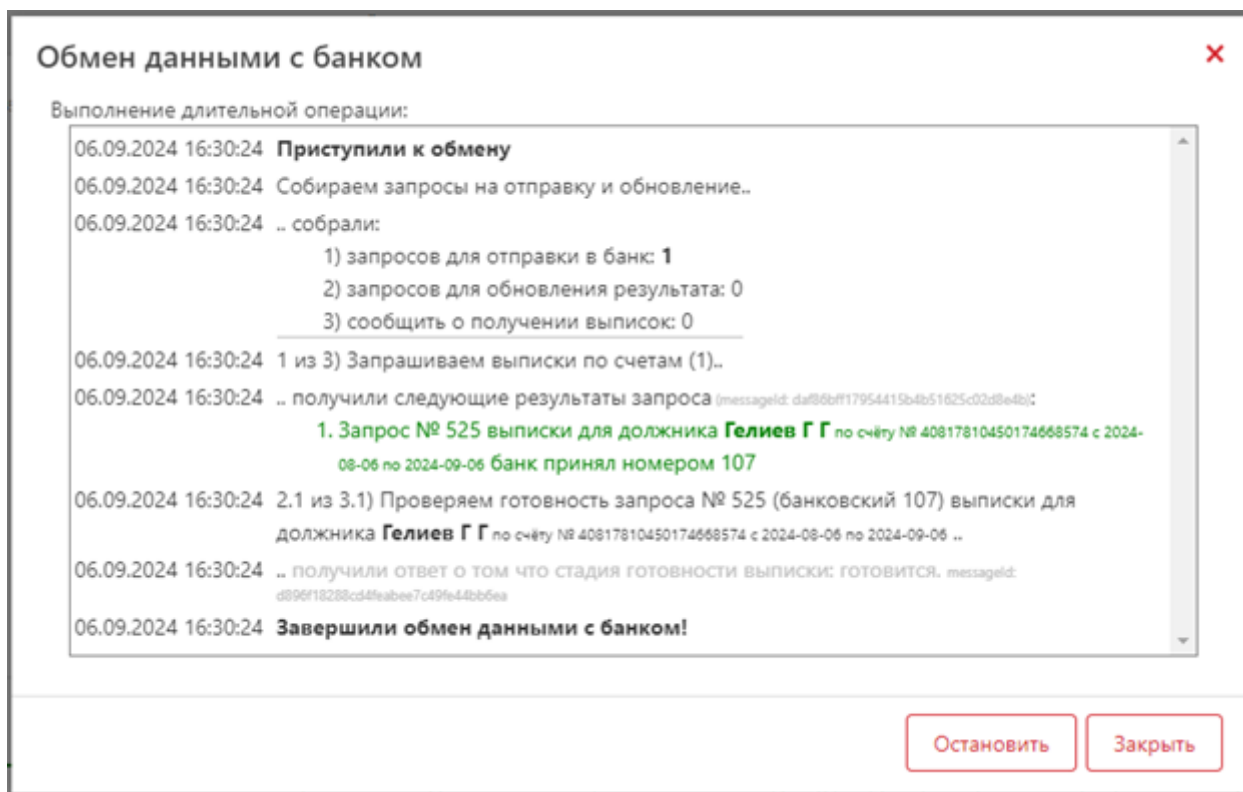 Обмен данными с банком
Выполнение длительной операции:
06.09.2024 16:30:24 Приступили к обмену
06.09.2024 16:30:24 Собираем запросы на отправку и обновление..
06.09.2024 16:30:24 .. собрали:
1) запросов для отправки в банк: 1
2) запросов для обновления результата: 0
3) сообщить о получении выписок: 0
06.09.2024 16:30:24 1 из 3) Запрашиваем выписки по счетам (1)..
06.09.2024 16:30:24 .. получили следующие результаты запроса (messageId: daf86bff17954415b4b51625c02d8e4b):
1. Запрос № 525 выписки для должника Гелиев Г Г по счёту № 40817810450174668574 с 2024-
08-06 по 2024-09-06 банк принял номером 107
06.09.2024 16:30:24 2.1 из 3.1) Проверяем готовность запроса № 525 (банковский 107) выписки для
должника Гелиев Г Г по счёту № 40817810450174668574 с 2024-08-06 по 2024-09-06 ..
06.09.2024 16:30:24 .. получили ответ о том что стадия готовности выписки: готовится. messageId:
d896f18288cd4feabee7c49fe44bb6ea
06.09.2024 16:30:24 Завершили обмен данными с банком!
Остановить Закрыть